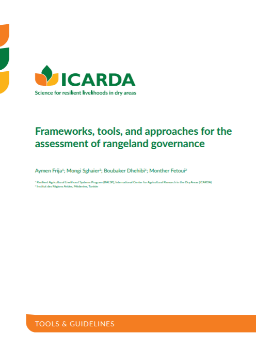 ICARDA
Science for resilient livelihoods in dry areas
Frameworks, tools, and approaches for the
assessment of rangeland governance
Aymen Frija¹; Mongi Sghaier²; Boubaker Dhehibi¹; Monther Fetoui²
TOOLS & GUIDELINES